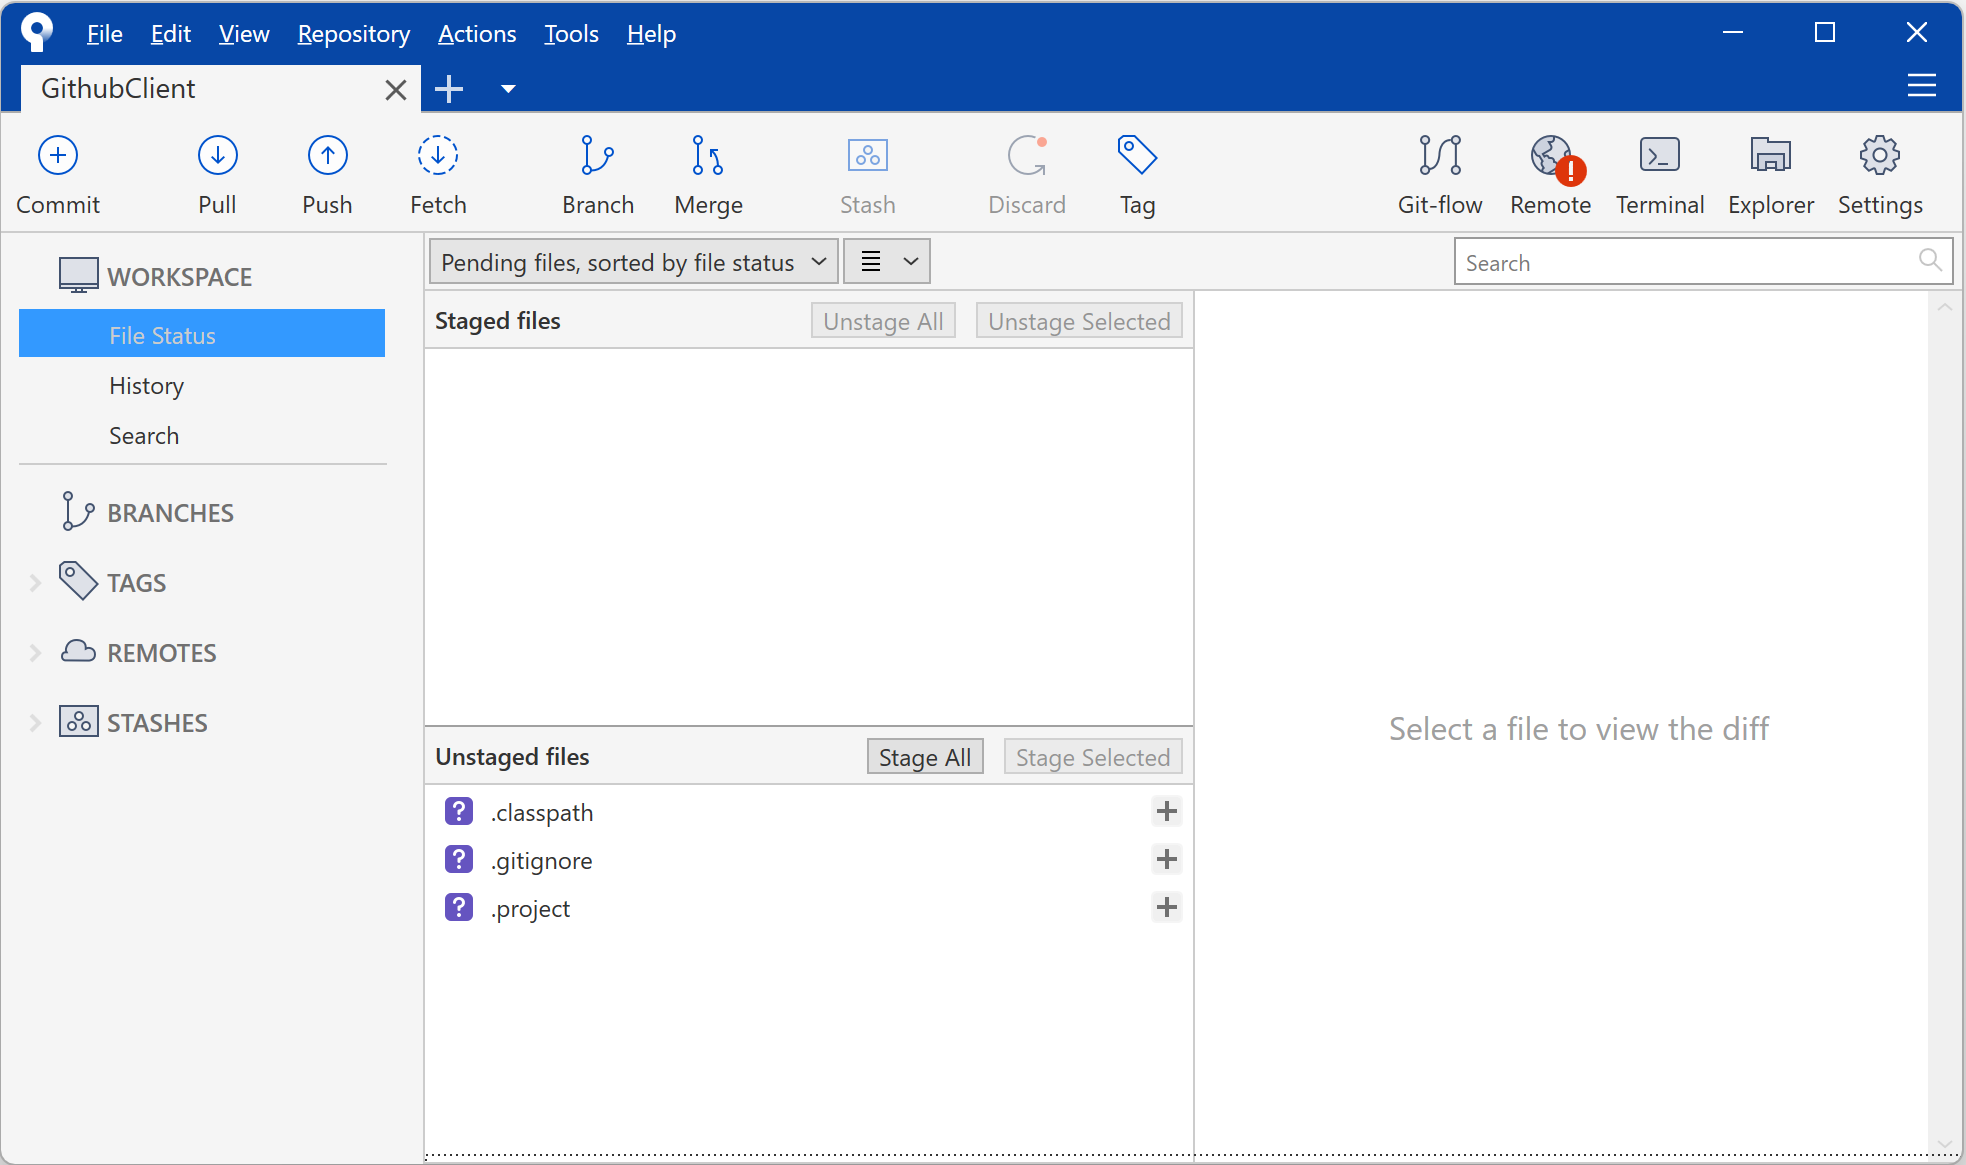 File Edit View Repository Actions Tools Help
GithubClient
Commit Pull Push Fetch Branch Merge Stash Discard Tag Git-flow Remote Terminal Explorer Settings
WORKSPACE
File Status
History
Search
BRANCHES
TAGS
REMOTES
STASHES
Pending files, sorted by file status
Search
Staged files Unstage All Unstage Selected
Unstaged files Stage All Stage Selected
? .classpath
? .gitignore
? .project
Select a file to view the diff